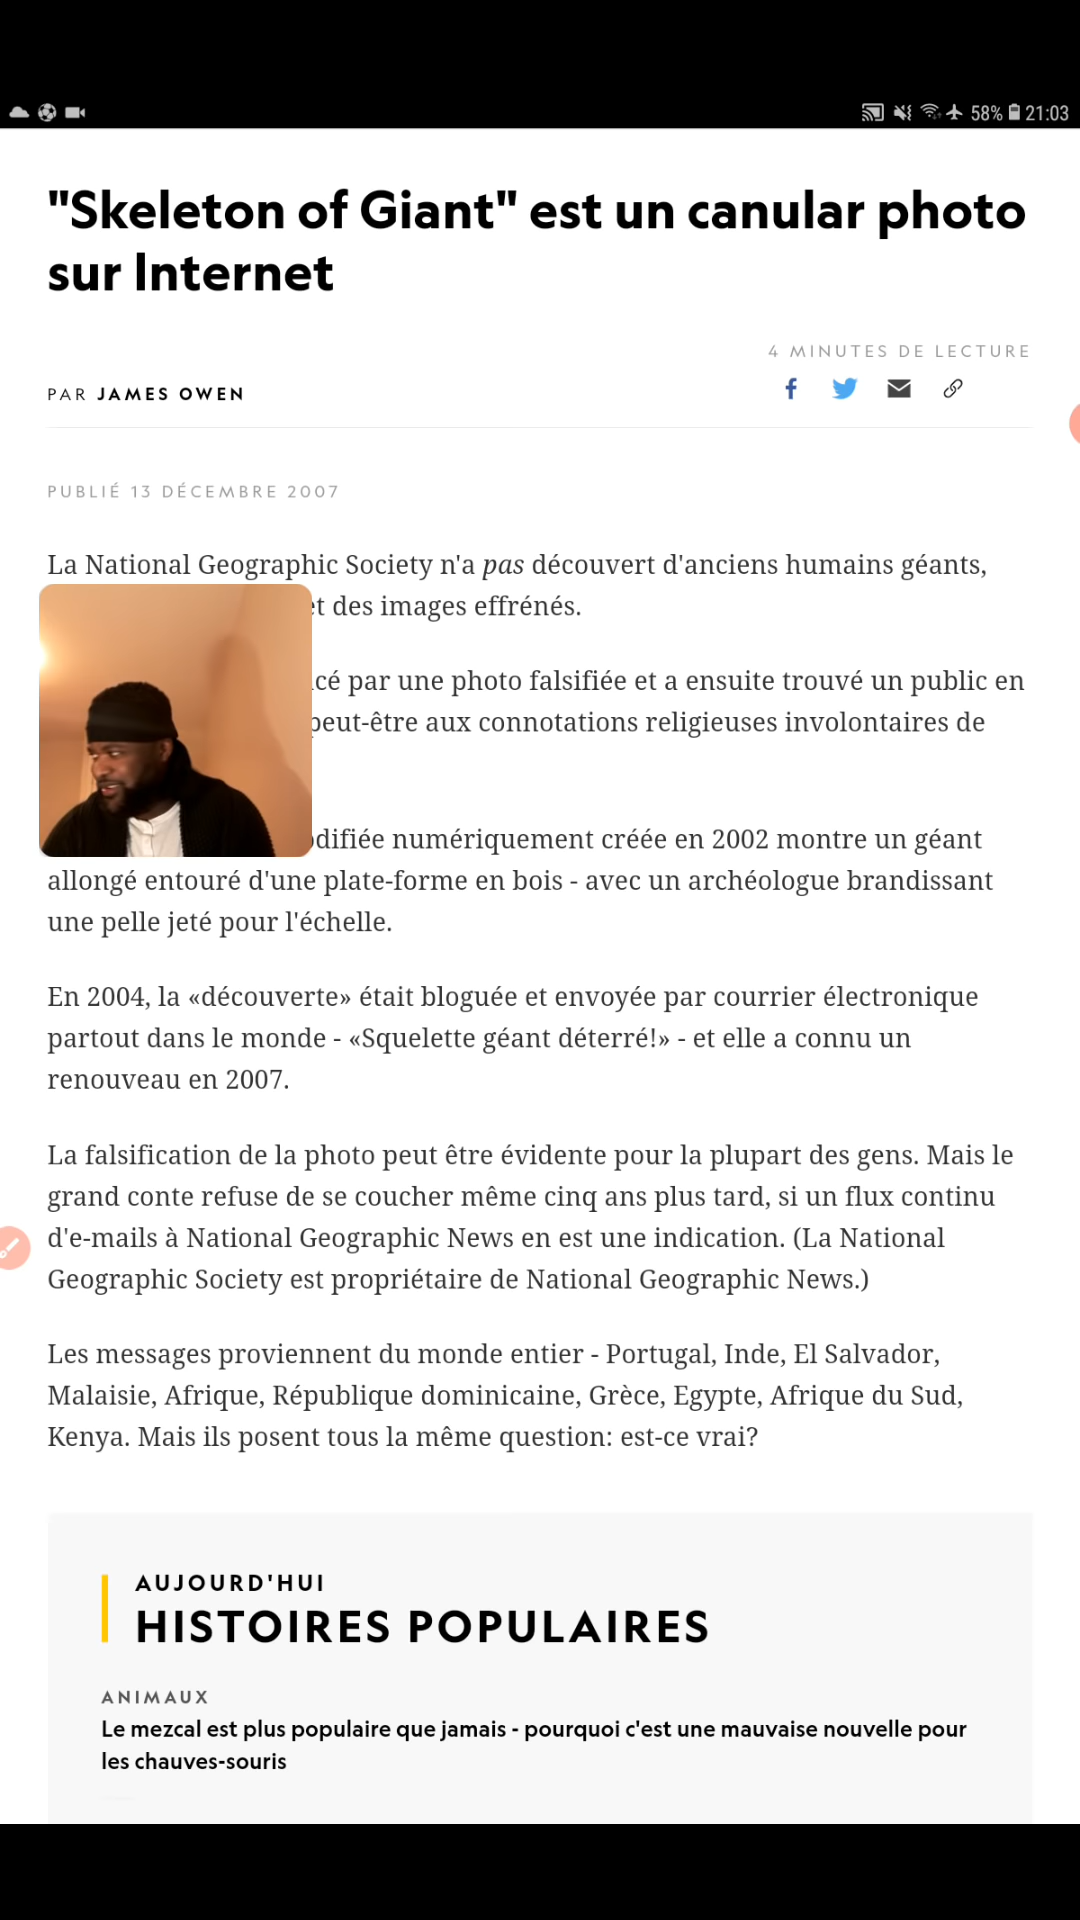 58% 21:03
"Skeleton of Giant" est un canular photo
sur Internet
4 MINUTES DE LECTURE
PAR JAMES OWEN
PUBLIÉ 13 DÉCEMBRE 2007
La National Geographic Society n'a pas découvert d'anciens humains géants,
des images effrénés.
par une photo falsifiée et a ensuite trouvé un public en
peut-être aux connotations religieuses involontaires de
numériquement créée en 2002 montre un géant
allongé entouré d'une plate-forme en bois - avec un archéologue brandissant
une pelle jeté pour l'échelle.
En 2004, la «découverte» était bloguée et envoyée par courrier électronique
partout dans le monde - «Squelette géant déterré!» - et elle a connu un
renouveau en 2007.
La falsification de la photo peut être évidente pour la plupart des gens. Mais le
grand conte refuse de se coucher même cinq ans plus tard, si un flux continu
d'e-mails à National Geographic News en est une indication. (La National
Geographic Society est propriétaire de National Geographic News.)
Les messages proviennent du monde entier - Portugal, Inde, El Salvador,
Malaisie, Afrique, République dominicaine, Grèce, Egypte, Afrique du Sud,
Kenya. Mais ils posent tous la même question: est-ce vrai?
AUJOURD'HUI
HISTOIRES POPULAIRES
ANIMAUX
Le mezcal est plus populaire que jamais - pourquoi c'est une mauvaise nouvelle pour
les chauves-souris